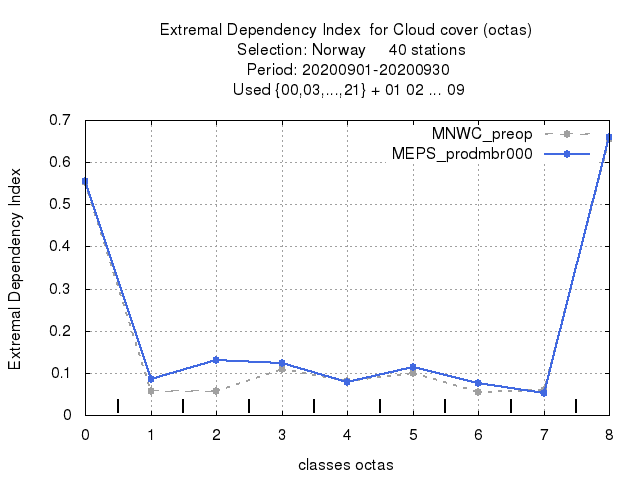 Extremal Dependency Index  for Cloud cover (octas)
Selection: Norway     40 stations
Period: 20200901-20200930
Used {00,03,...,21} + 01 02 ... 09
MNWC_preop
MEPS_prodmbr000
Extremal Dependency Index
0.7
0.6
0.5
0.4
0.3
0.2
0.1
0
0 1 2 3 4 5 6 7 8
classes octas